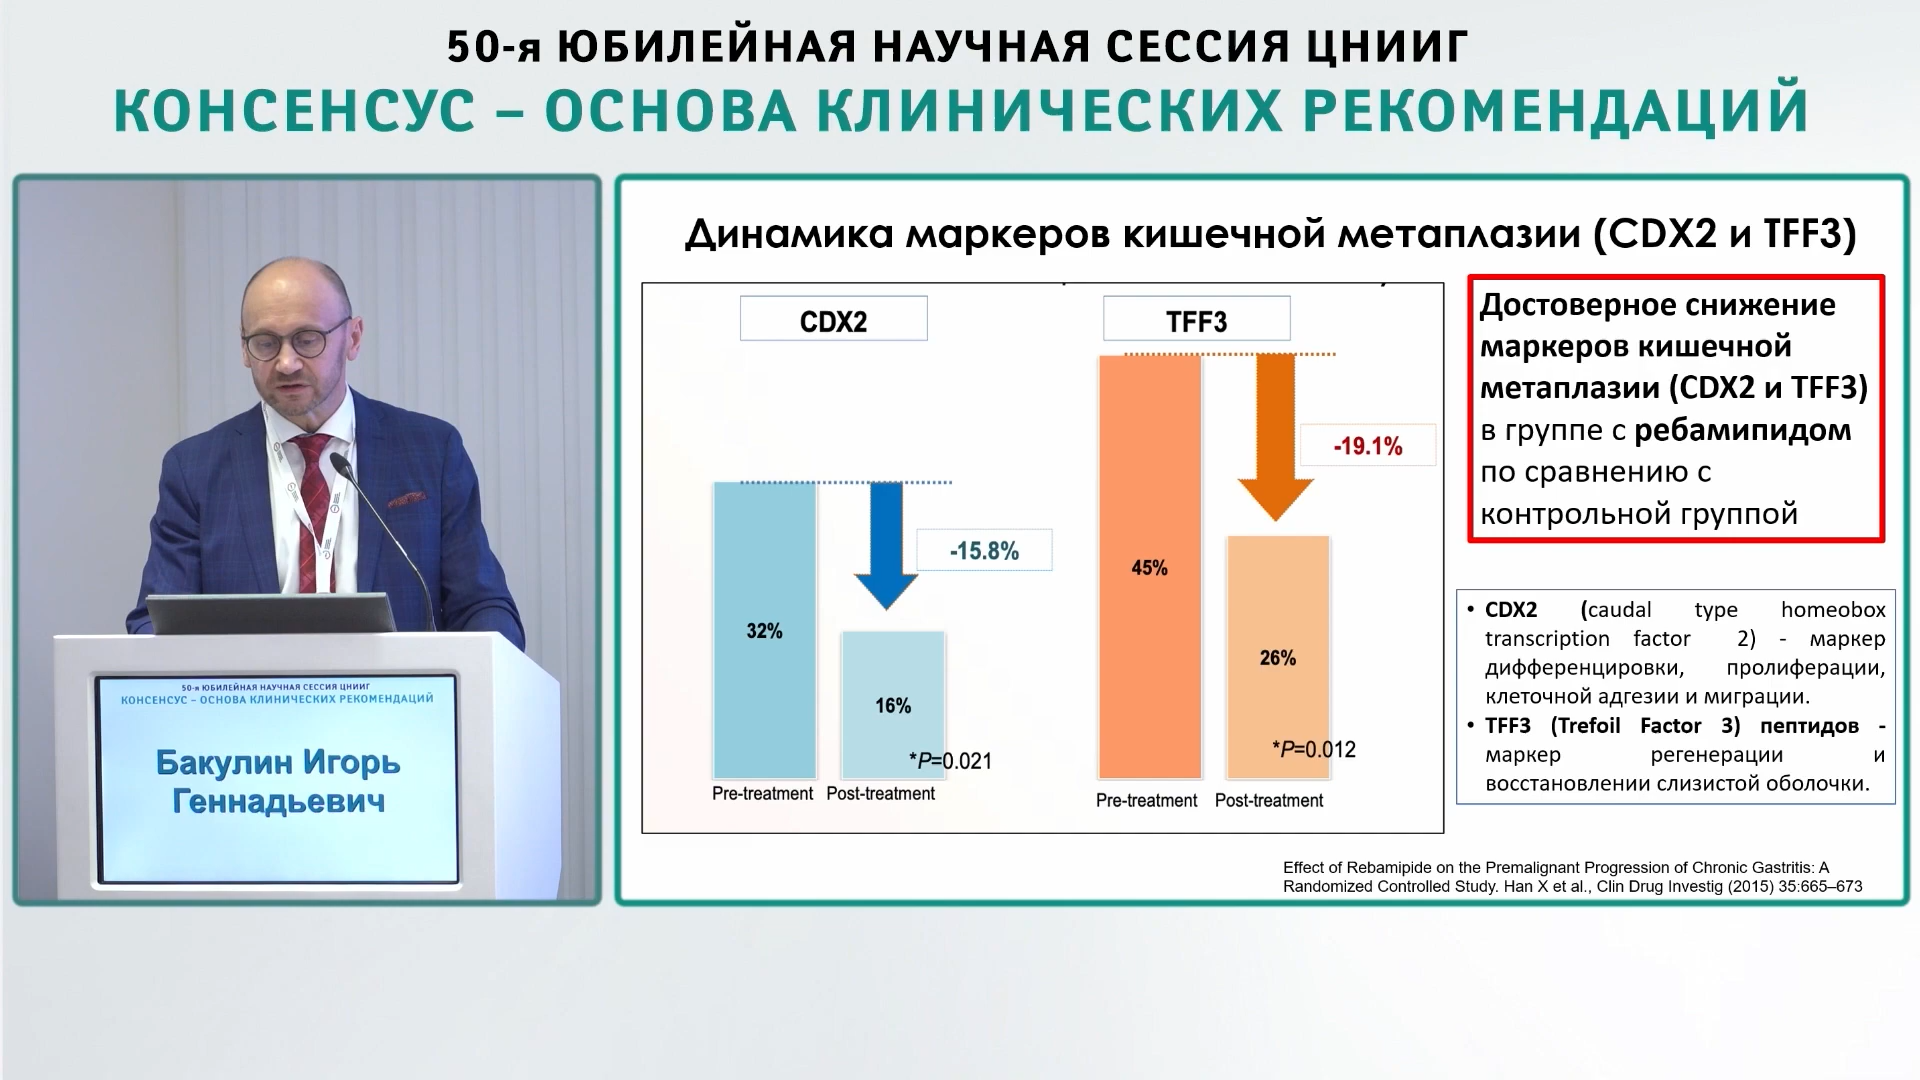 50-я ЮБИЛЕЙНАЯ НАУЧНАЯ СЕССИЯ ЦНИИГ
КОНСЕНСУС – ОСНОВА КЛИНИЧЕСКИХ РЕКОМЕНДАЦИЙ
50-я ЮБИЛЕЙНАЯ НАУЧНАЯ СЕССИЯ ЦНИИГ
КОНСЕНСУС – ОСНОВА КЛИНИЧЕСКИХ РЕКОМЕНДАЦИЙ
Бакулин Игорь
Геннадьевич
Динамика маркеров кишечной метаплазии (CDX2 и TFF3)
CDX2
32%
-15.8%
16%
*P=0.021
Pre-treatment Post-treatment
TFF3
45%
-19.1%
26%
*P=0.012
Pre-treatment Post-treatment
Достоверное снижение
маркеров кишечной
метаплазии (CDX2 и TFF3)
в группе с ребамипидом
по сравнению с
контрольной группой
• CDX2 (caudal type homeobox
transcription factor 2) - маркер
дифференцировки, пролиферации,
клеточной адгезии и миграции.
• TFF3 (Trefoil Factor 3) пептидов -
маркер регенерации и
восстановлении слизистой оболочки.
Effect of Rebamipide on the Premalignant Progression of Chronic Gastritis: A
Randomized Controlled Study. Han X et al., Clin Drug Investig (2015) 35:665–673